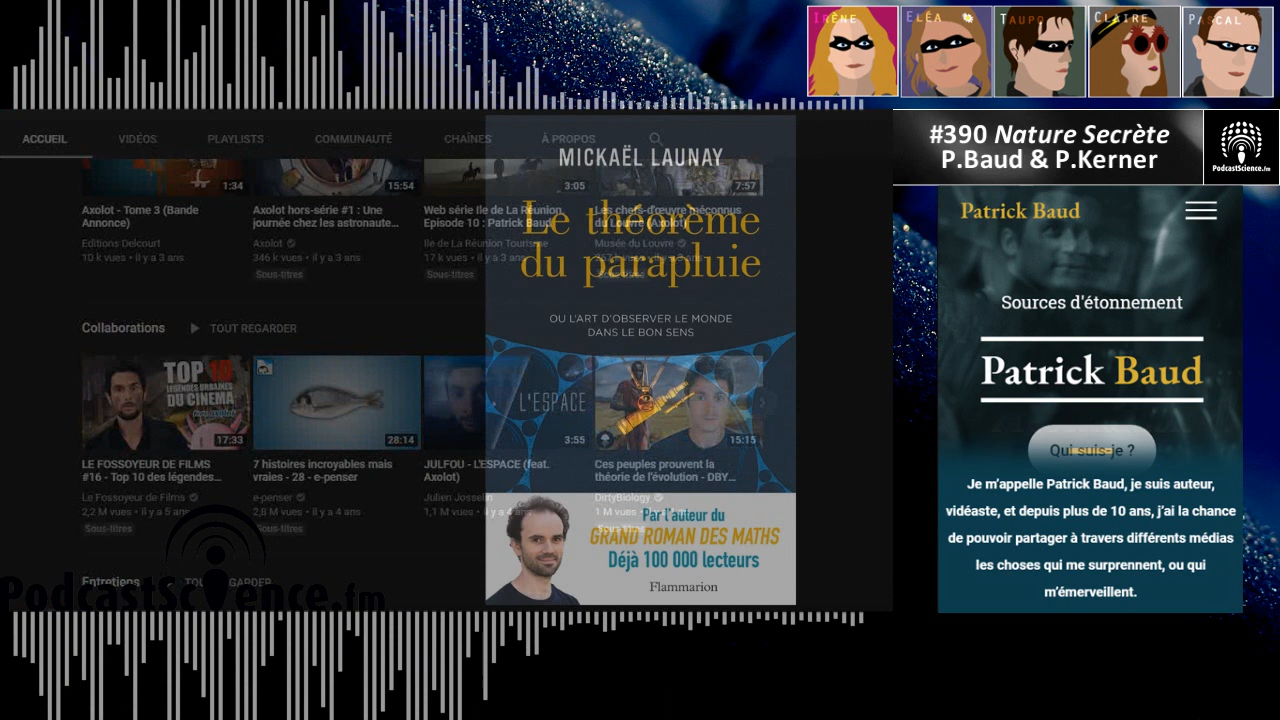 IRÈNE
ELÉA
TAUPO
CLAIRE
PASCAL
#390 Nature Secrète
P.Baud & P.Kerner
PodcastScience.fm
ACCUEIL VIDÉOS PLAYLISTS COMMUNAUTÉ CHAÎNES À PROPOS
1:34
15:54
3:05
7:57
Axolot - Tome 3 (Bande
Annonce)
Editions Delcourt
10 k vues • il y a 3 ans
Axolot hors-série #1 : Une
journée chez les astronaute...
Axolot
346 k vues • il y a 3 ans
Sous-titres
Web série Ile de La Réunion
Episode 10 : Patrick Baud
Ile de La Réunion Tourisme
17 k vues • il y a 3 ans
Sous-titres
Les chefs-d'œuvre méconnus
du Louvre (Axolot)
Musée du Louvre
Collaborations TOUT REGARDER
TOP 10
LÉGENDES URBAINES
DU CINEMA
17:33
28:14
L'ESPACE
3:55
15:15
LE FOSSOYEUR DE FILMS
#16 - Top 10 des légendes...
Le Fossoyeur de Films
2,2 M vues • il y a 5 ans
Sous-titres
7 histoires incroyables mais
vraies - 28 - e-penser
e-penser
2,8 M vues • il y a 4 ans
Sous-titres
JULFOU - L'ESPACE (feat.
Axolot)
Julien Josselin
1,1 M vues • il y a 4 ans
Ces peuples prouvent la
théorie de l'évolution - DBY...
DirtyBiology
1 M vues
Entretiens TOUT REGARDER
PodcastScience.fm
MICKAËL LAUNAY
Le théorème
du parapluie
OU L'ART D'OBSERVER LE MONDE
DANS LE BON SENS
Par l'auteur du
GRAND ROMAN DES MATHS
Déjà 100 000 lecteurs
Flammarion
Patrick Baud
Sources d'étonnement
Patrick Baud
Qui suis-je ?
Je m'appelle Patrick Baud, je suis auteur,
vidéaste, et depuis plus de 10 ans, j'ai la chance
de pouvoir partager à travers différents médias
les choses qui me surprennent, ou qui
m'émerveillent.